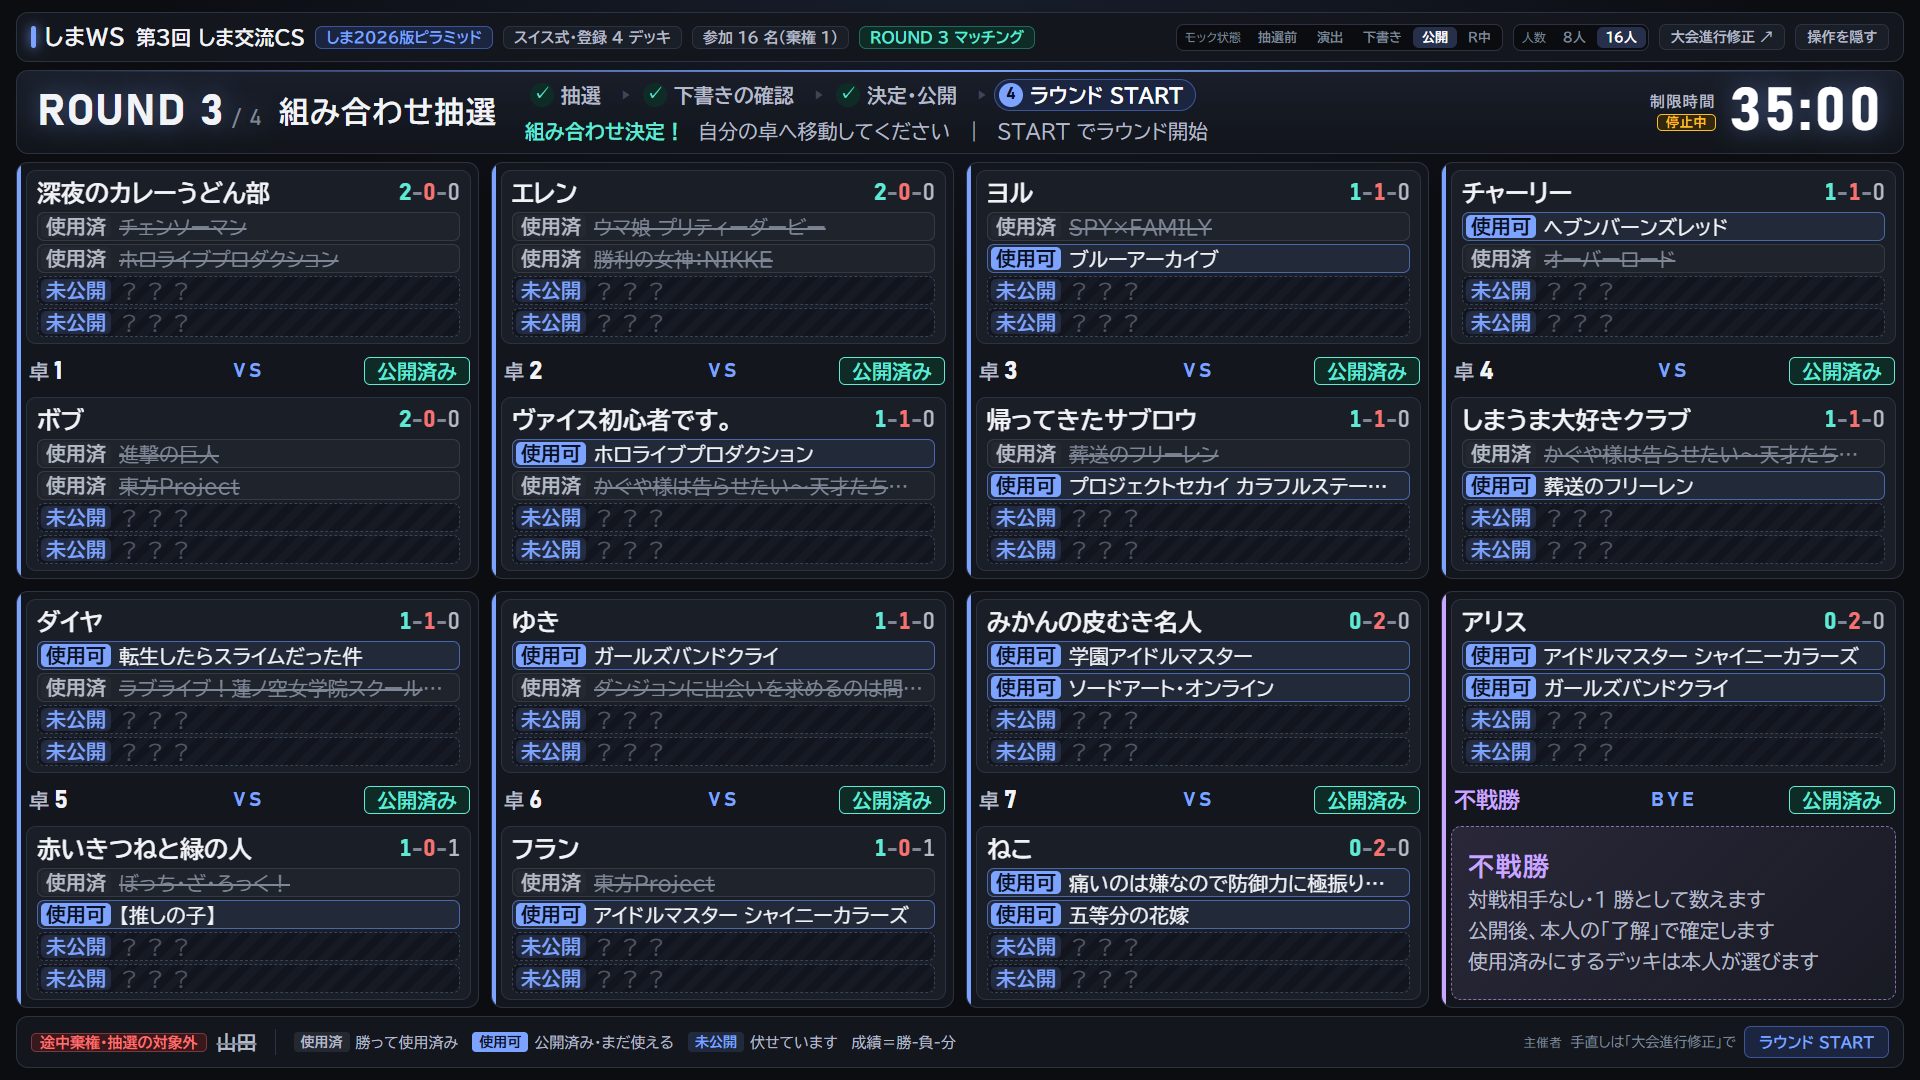 しまWS 第3回 しま交流CS しま2026版ピラミッド スイス式･登録 4 デッキ 参加 16 名(棄権 1) ROUND 3 マッチング モック状態 抽選前 演出 下書き 公開 R中 人数 8人 16人 大会進行修正 ↗ 操作を隠す
ROUND 3 / 4 組み合わせ抽選
✓ 抽選 ▸ ✓ 下書きの確認 ▸ ✓ 決定･公開 ▸ 4 ラウンド START
組み合わせ決定！ 自分の卓へ移動してください ｜ START でラウンド開始
制限時間 停止中 35:00
深夜のカレーうどん部 2-0-0
使用済 チェンソーマン
使用済 ホロライブプロダクション
未公開 ？？？
未公開 ？？？
卓 1 VS 公開済み
ボブ 2-0-0
使用済 進撃の巨人
使用済 東方Project
未公開 ？？？
未公開 ？？？
エレン 2-0-0
使用済 ウマ娘 プリティーダービー
使用済 勝利の女神:NIKKE
未公開 ？？？
未公開 ？？？
卓 2 VS 公開済み
ヴァイス初心者です。 1-1-0
使用可 ホロライブプロダクション
使用済 かぐや様は告らせたい～天才たち…
未公開 ？？？
未公開 ？？？
ヨル 1-1-0
使用済 SPY×FAMILY
使用可 ブルーアーカイブ
未公開 ？？？
未公開 ？？？
卓 3 VS 公開済み
帰ってきたサブロウ 1-1-0
使用済 葬送のフリーレン
使用可 プロジェクトセカイ カラフルステー…
未公開 ？？？
未公開 ？？？
チャーリー 1-1-0
使用可 ヘブンバーンズレッド
使用済 オーバーロード
未公開 ？？？
未公開 ？？？
卓 4 VS 公開済み
しまうま大好きクラブ 1-1-0
使用済 かぐや様は告らせたい～天才たち…
使用可 葬送のフリーレン
未公開 ？？？
未公開 ？？？
ダイヤ 1-1-0
使用可 転生したらスライムだった件
使用済 ラブライブ！蓮ノ空女学院スクール…
未公開 ？？？
未公開 ？？？
卓 5 VS 公開済み
赤いきつねと緑の人 1-0-1
使用済 ぼっち･ざ･ろっく！
使用可 【推しの子】
未公開 ？？？
未公開 ？？？
ゆき 1-1-0
使用可 ガールズバンドクライ
使用済 ダンジョンに出会いを求めるのは間…
未公開 ？？？
未公開 ？？？
卓 6 VS 公開済み
フラン 1-0-1
使用済 東方Project
使用可 アイドルマスター シャイニーカラーズ
未公開 ？？？
未公開 ？？？
みかんの皮むき名人 0-2-0
使用可 学園アイドルマスター
使用可 ソードアート･オンライン
未公開 ？？？
未公開 ？？？
卓 7 VS 公開済み
ねこ 0-2-0
使用可 痛いのは嫌なので防御力に極振り…
使用可 五等分の花嫁
未公開 ？？？
未公開 ？？？
アリス 0-2-0
使用可 アイドルマスター シャイニーカラーズ
使用可 ガールズバンドクライ
未公開 ？？？
未公開 ？？？
不戦勝 BYE 公開済み
不戦勝
対戦相手なし･1 勝として数えます
公開後、本人の｢了解｣で確定します
使用済みにするデッキは本人が選びます
途中棄権･抽選の対象外 山田 使用済 勝って使用済み 使用可 公開済み･まだ使える 未公開 伏せています 成績＝勝-負-分 主催者 手直しは｢大会進行修正｣で ラウンド START